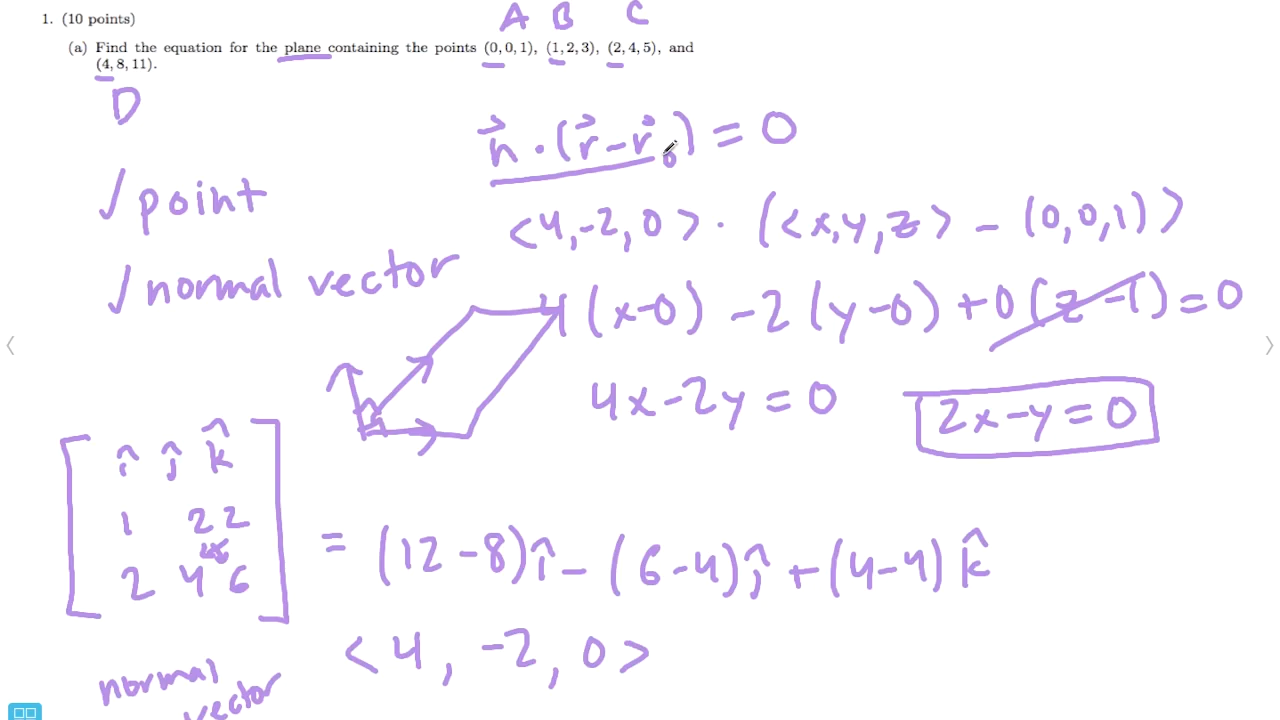 1. (10 points)
A B C
(a) Find the equation for the plane containing the points (0, 0, 1), (1, 2, 3), (2, 4, 5), and
(4, 8, 11).
D
n⃗ · (r⃗ − r⃗₀) = 0
√ point
<4, -2, 0> · (<x, y, z> − (0, 0, 1)>
√ normal vector
4(x-0) − 2(y-0) + 0(z-1) = 0
4x − 2y = 0
2x − y = 0
î ĵ k̂
1 2 2
2 4 6
= (12 − 8)î − (6 − 4)ĵ + (4 − 4)k̂
<4, -2, 0>
normal
vector